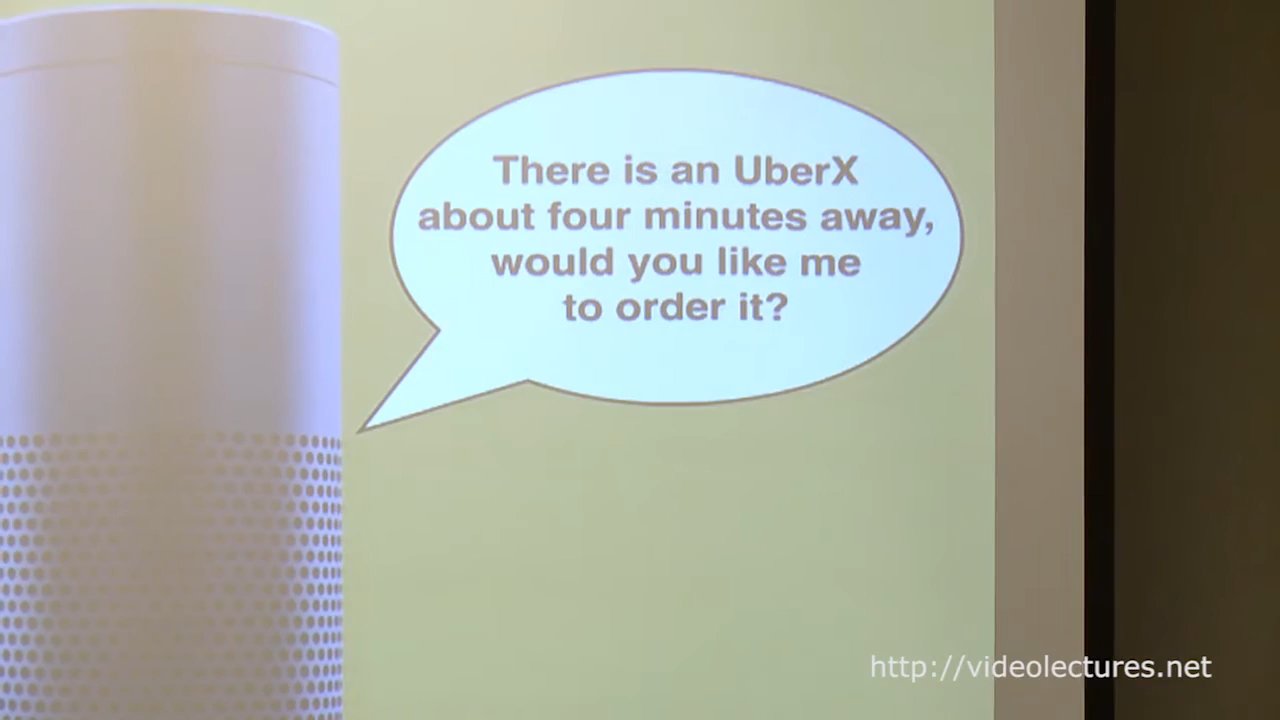 There is an UberX
about four minutes away,
would you like me
to order it?
http://videolectures.net